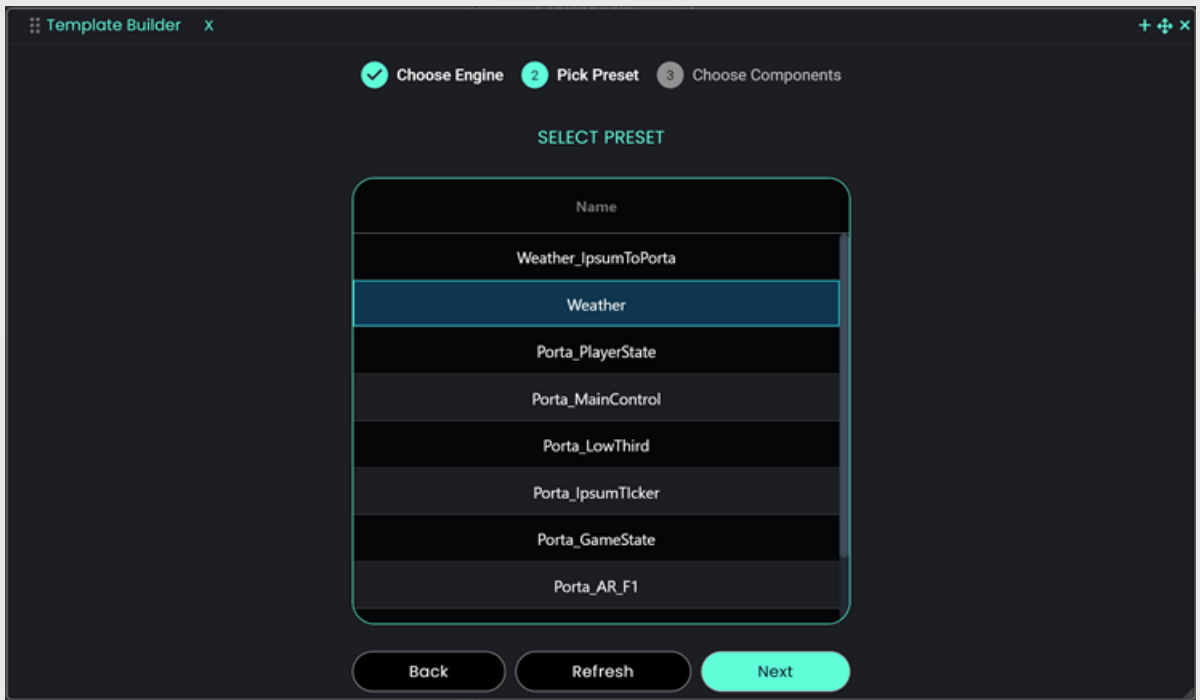 Template Builder X
Choose Engine 2 Pick Preset 3 Choose Components
SELECT PRESET
Name
Weather_IpsumToPorta
Weather
Porta_PlayerState
Porta_MainControl
Porta_LowThird
Porta_IpsumTIcker
Porta_GameState
Porta_AR_F1
Back Refresh Next